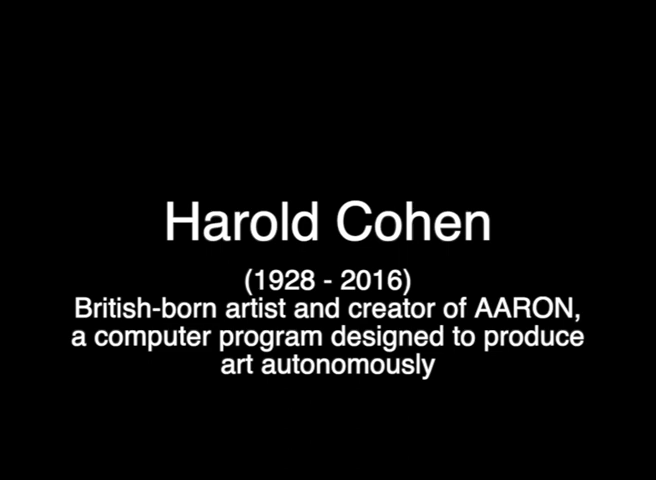 Harold Cohen
(1928 - 2016)
British-born artist and creator of AARON,
a computer program designed to produce
art autonomously